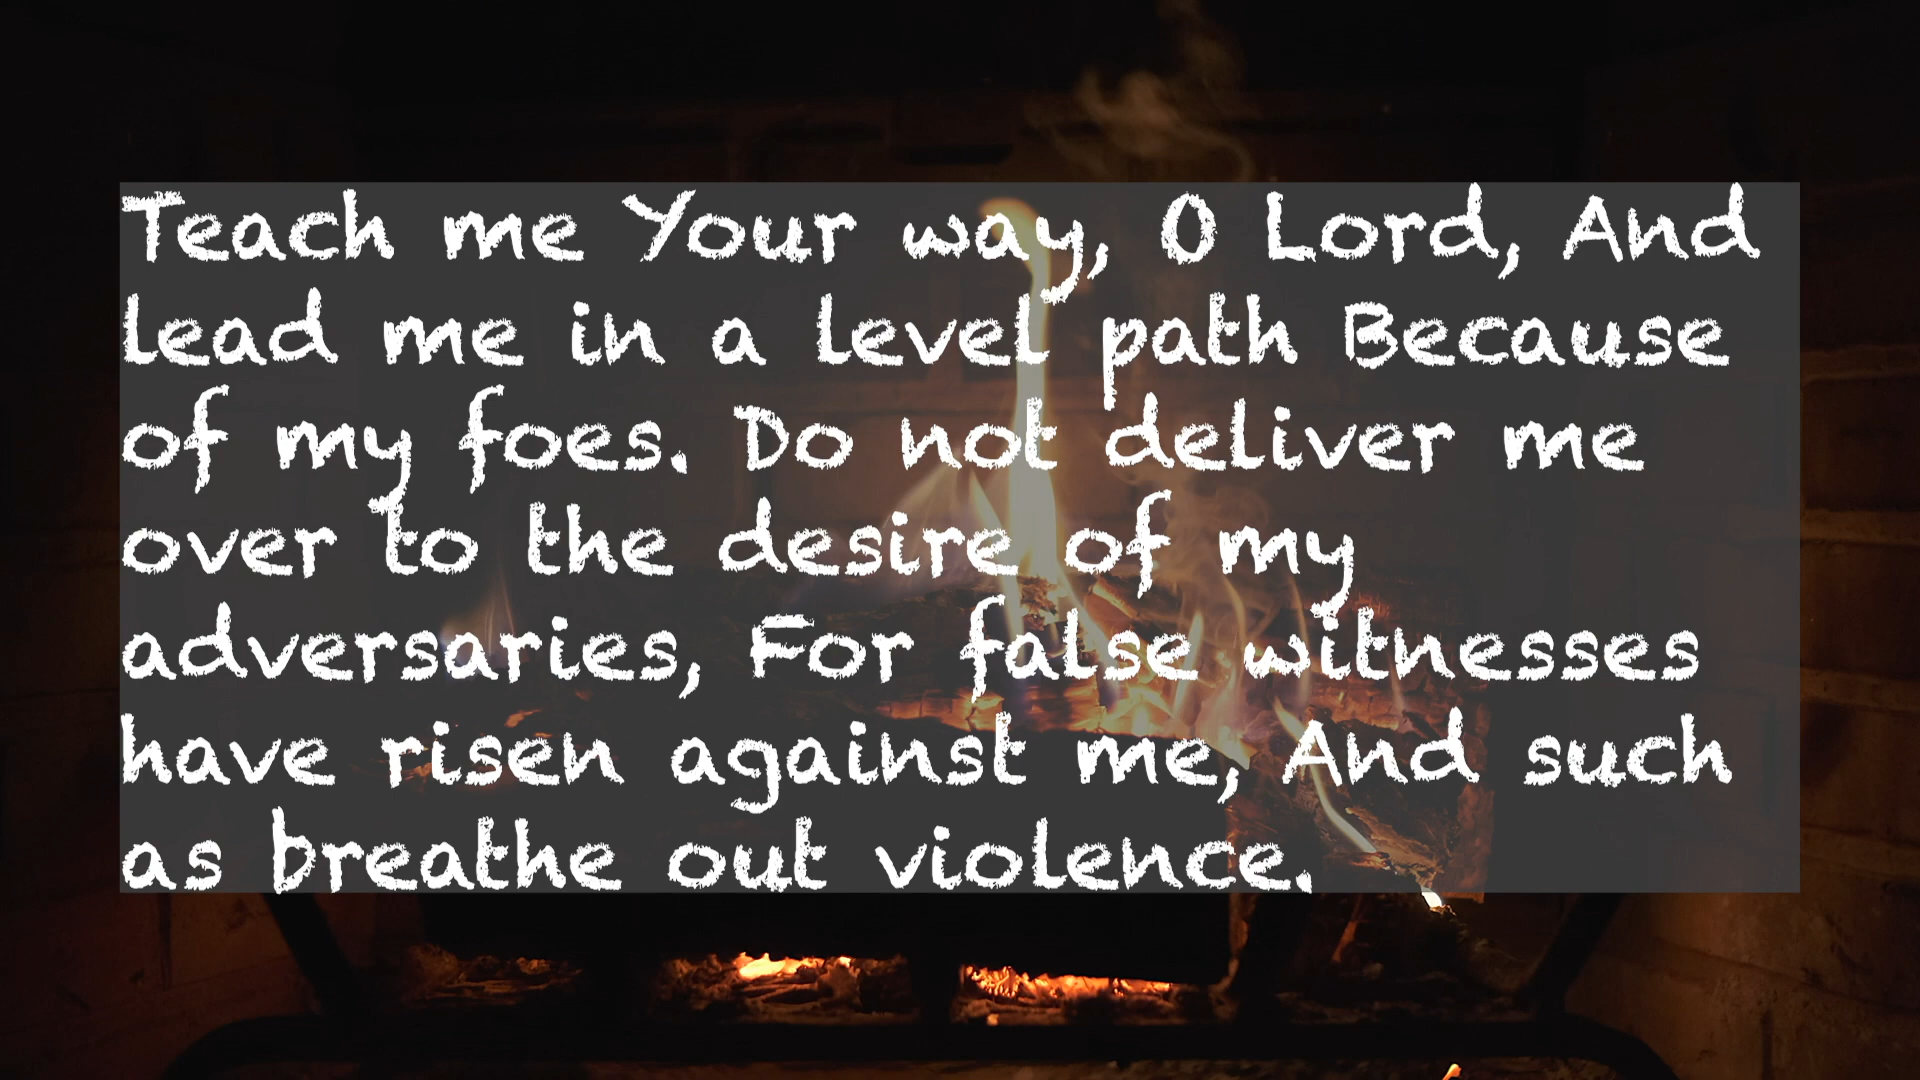 Teach me Your way, O Lord, And
lead me in a level path Because
of my foes. Do not deliver me
over to the desire of my
adversaries, For false witnesses
have risen against me, And such
as breathe out violence.